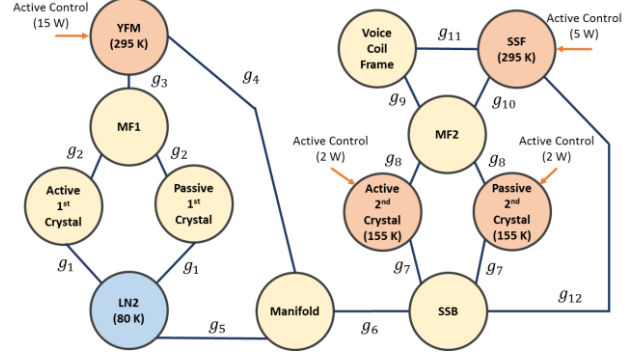 Active Control
(15 W)
YFM
(295 K)
g3
g4
MF1
g2
g2
Active
1st
Crystal
Passive
1st
Crystal
g1
g1
LN2
(80 K)
g5
Manifold
g6
Voice
Coil
Frame
g11
SSF
(295 K)
Active Control
(5 W)
g9
g10
MF2
Active Control
(2 W)
g8
g8
Active Control
(2 W)
Active
2nd
Crystal
(155 K)
Passive
2nd
Crystal
(155 K)
g7
g7
SSB
g12